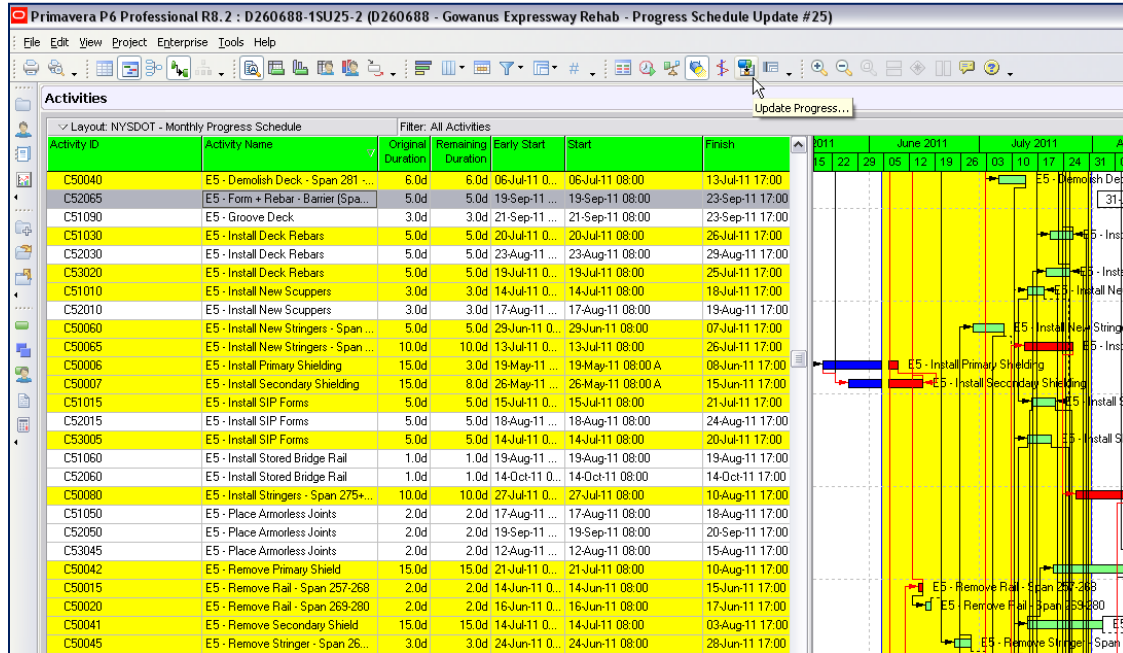 Primavera P6 Professional R8.2 : D260688-1SU25-2 (D260688 - Gowanus Expressway Rehab - Progress Schedule Update #25)
File Edit View Project Enterprise Tools Help
Activities
Update Progress...
Layout: NYSDOT - Monthly Progress Schedule Filter: All Activities
Activity ID Activity Name Original Duration Remaining Duration Early Start Start Finish 2011 June 2011 July 2011 A
15 22 29 05 12 19 26 03 10 17 24 31 0
C50040 E5 - Demolish Deck - Span 281 -... 6.0d 6.0d 06-Jul-11 0... 06-Jul-11 08:00 13-Jul-11 17:00 E5 - Demolish De
C52065 E5 - Form + Rebar - Barrier (Spa... 5.0d 5.0d 19-Sep-11 ... 19-Sep-11 08:00 23-Sep-11 17:00 31-
C51090 E5 - Groove Deck 3.0d 3.0d 21-Sep-11 ... 21-Sep-11 08:00 23-Sep-11 17:00
C51030 E5 - Install Deck Rebars 5.0d 5.0d 20-Jul-11 0... 20-Jul-11 08:00 26-Jul-11 17:00 E5 - Inst
C52030 E5 - Install Deck Rebars 5.0d 5.0d 23-Aug-11 ... 23-Aug-11 08:00 29-Aug-11 17:00
C53020 E5 - Install Deck Rebars 5.0d 5.0d 19-Jul-11 0... 19-Jul-11 08:00 25-Jul-11 17:00 E5 - Inst
C51010 E5 - Install New Scuppers 3.0d 3.0d 14-Jul-11 0... 14-Jul-11 08:00 18-Jul-11 17:00 E5 - Install Ne
C52010 E5 - Install New Scuppers 3.0d 3.0d 17-Aug-11 ... 17-Aug-11 08:00 19-Aug-11 17:00
C50060 E5 - Install New Stringers - Span ... 5.0d 5.0d 29-Jun-11 0... 29-Jun-11 08:00 07-Jul-11 17:00 E5 - Install New String
C50065 E5 - Install New Stringers - Span ... 10.0d 10.0d 13-Jul-11 0... 13-Jul-11 08:00 26-Jul-11 17:00 E5 - Inst
C50006 E5 - Install Primary Shielding 15.0d 3.0d 19-May-11 ... 19-May-11 08:00 A 08-Jun-11 17:00 E5 - Install Primary Shielding
C50007 E5 - Install Secondary Shielding 15.0d 8.0d 26-May-11 ... 26-May-11 08:00 A 15-Jun-11 17:00 E5 - Install Secondary Shielding
C51015 E5 - Install SIP Forms 5.0d 5.0d 15-Jul-11 0... 15-Jul-11 08:00 21-Jul-11 17:00 E5 - Install S
C52015 E5 - Install SIP Forms 5.0d 5.0d 18-Aug-11 ... 18-Aug-11 08:00 24-Aug-11 17:00
C53005 E5 - Install SIP Forms 5.0d 5.0d 14-Jul-11 0... 14-Jul-11 08:00 20-Jul-11 17:00 E5 - Install S
C51060 E5 - Install Stored Bridge Rail 1.0d 1.0d 19-Aug-11 ... 19-Aug-11 08:00 19-Aug-11 17:00
C52060 E5 - Install Stored Bridge Rail 1.0d 1.0d 14-Oct-11 0... 14-Oct-11 08:00 14-Oct-11 17:00
C50080 E5 - Install Stringers - Span 275+... 10.0d 10.0d 27-Jul-11 0... 27-Jul-11 08:00 10-Aug-11 17:00
C51050 E5 - Place Armorless Joints 2.0d 2.0d 17-Aug-11 ... 17-Aug-11 08:00 18-Aug-11 17:00
C52050 E5 - Place Armorless Joints 2.0d 2.0d 19-Sep-11 ... 19-Sep-11 08:00 20-Sep-11 17:00
C53045 E5 - Place Armorless Joints 2.0d 2.0d 12-Aug-11 ... 12-Aug-11 08:00 15-Aug-11 17:00
C50042 E5 - Remove Primary Shield 15.0d 15.0d 21-Jul-11 0... 21-Jul-11 08:00 10-Aug-11 17:00
C50015 E5 - Remove Rail - Span 257-268 2.0d 2.0d 14-Jun-11 0... 14-Jun-11 08:00 15-Jun-11 17:00 E5 - Remove Rail - Span 257-268
C50020 E5 - Remove Rail - Span 269-280 2.0d 2.0d 16-Jun-11 0... 16-Jun-11 08:00 17-Jun-11 17:00 E5 - Remove Rail - Span 269-280
C50041 E5 - Remove Secondary Shield 15.0d 15.0d 14-Jul-11 0... 14-Jul-11 08:00 03-Aug-11 17:00 E5
C50045 E5 - Remove Stringer - Span 26... 3.0d 3.0d 24-Jun-11 0... 24-Jun-11 08:00 28-Jun-11 17:00 E5 - Remove Stringer - Span